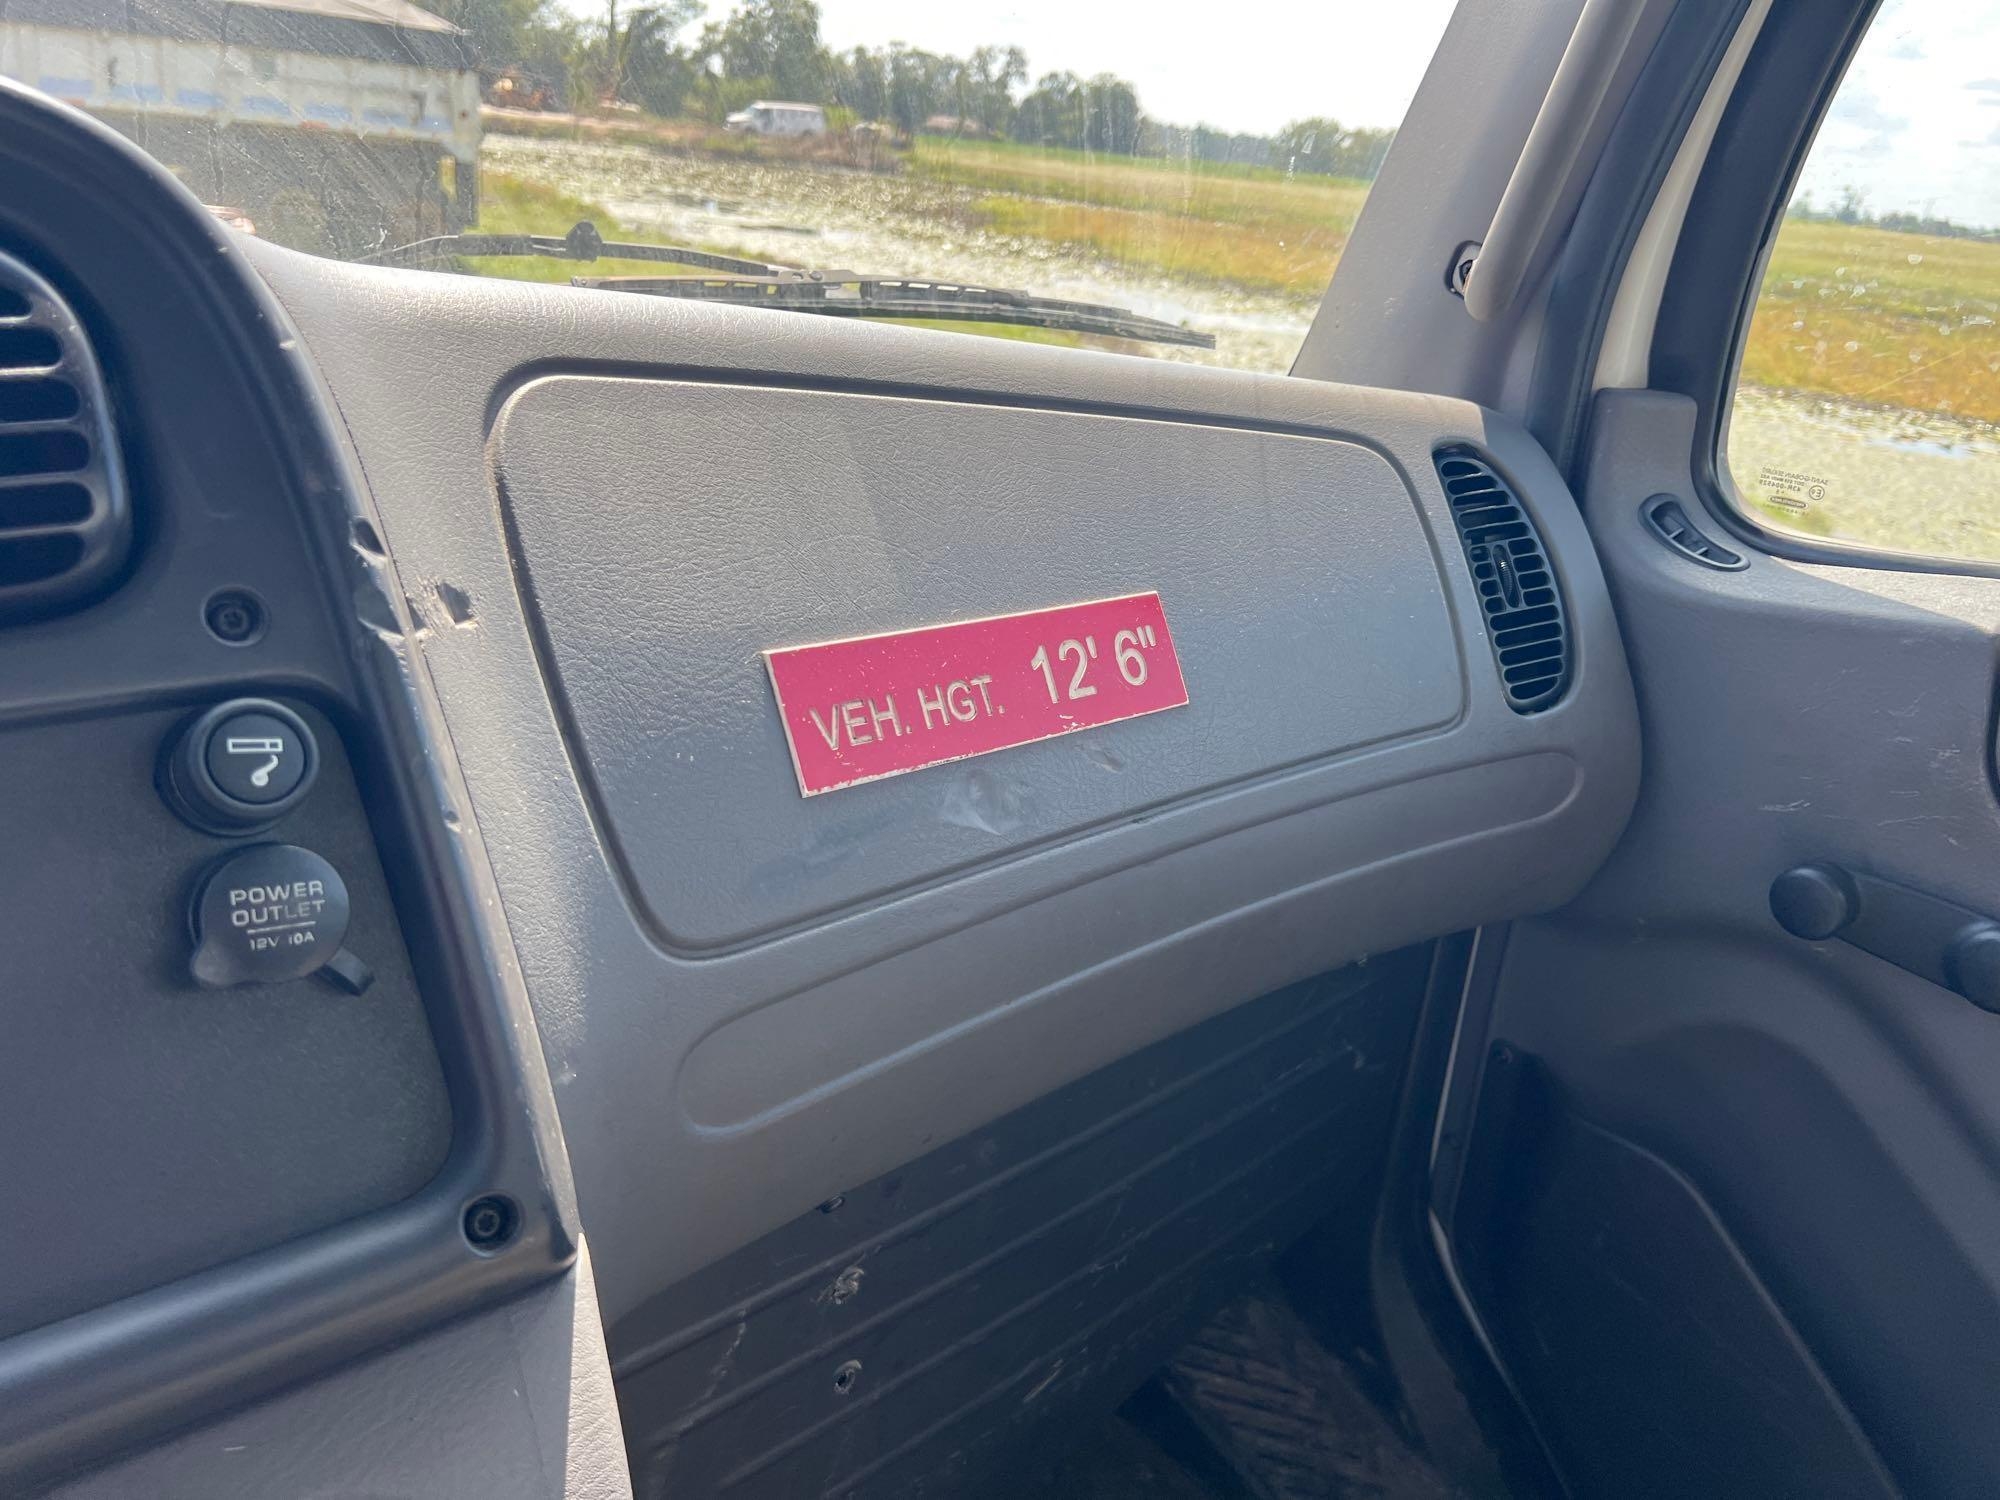 VEH. HGT. 12' 6"
POWER
OUTLET
12V 10A